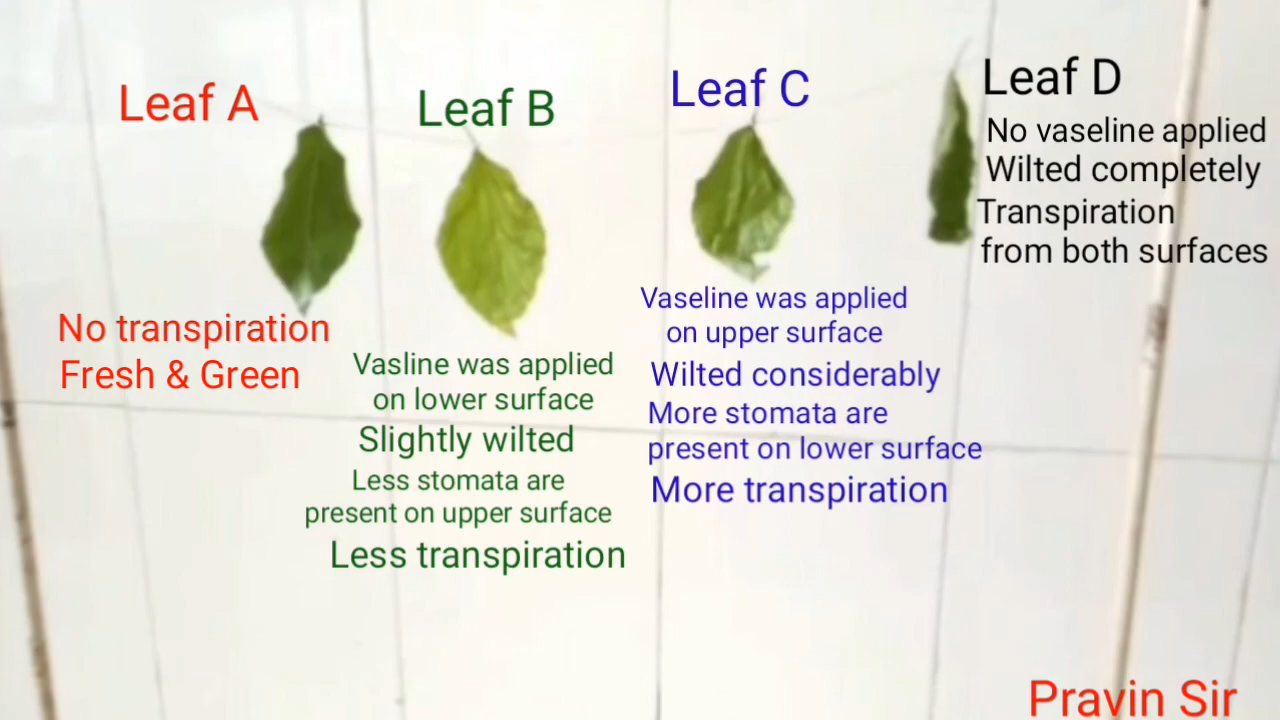 Leaf A
No transpiration
Fresh & Green
Leaf B
Vasline was applied
on lower surface
Slightly wilted
Less stomata are
present on upper surface
Less transpiration
Leaf C
Vaseline was applied
on upper surface
Wilted considerably
More stomata are
present on lower surface
More transpiration
Leaf D
No vaseline applied
Wilted completely
Transpiration
from both surfaces
Pravin Sir